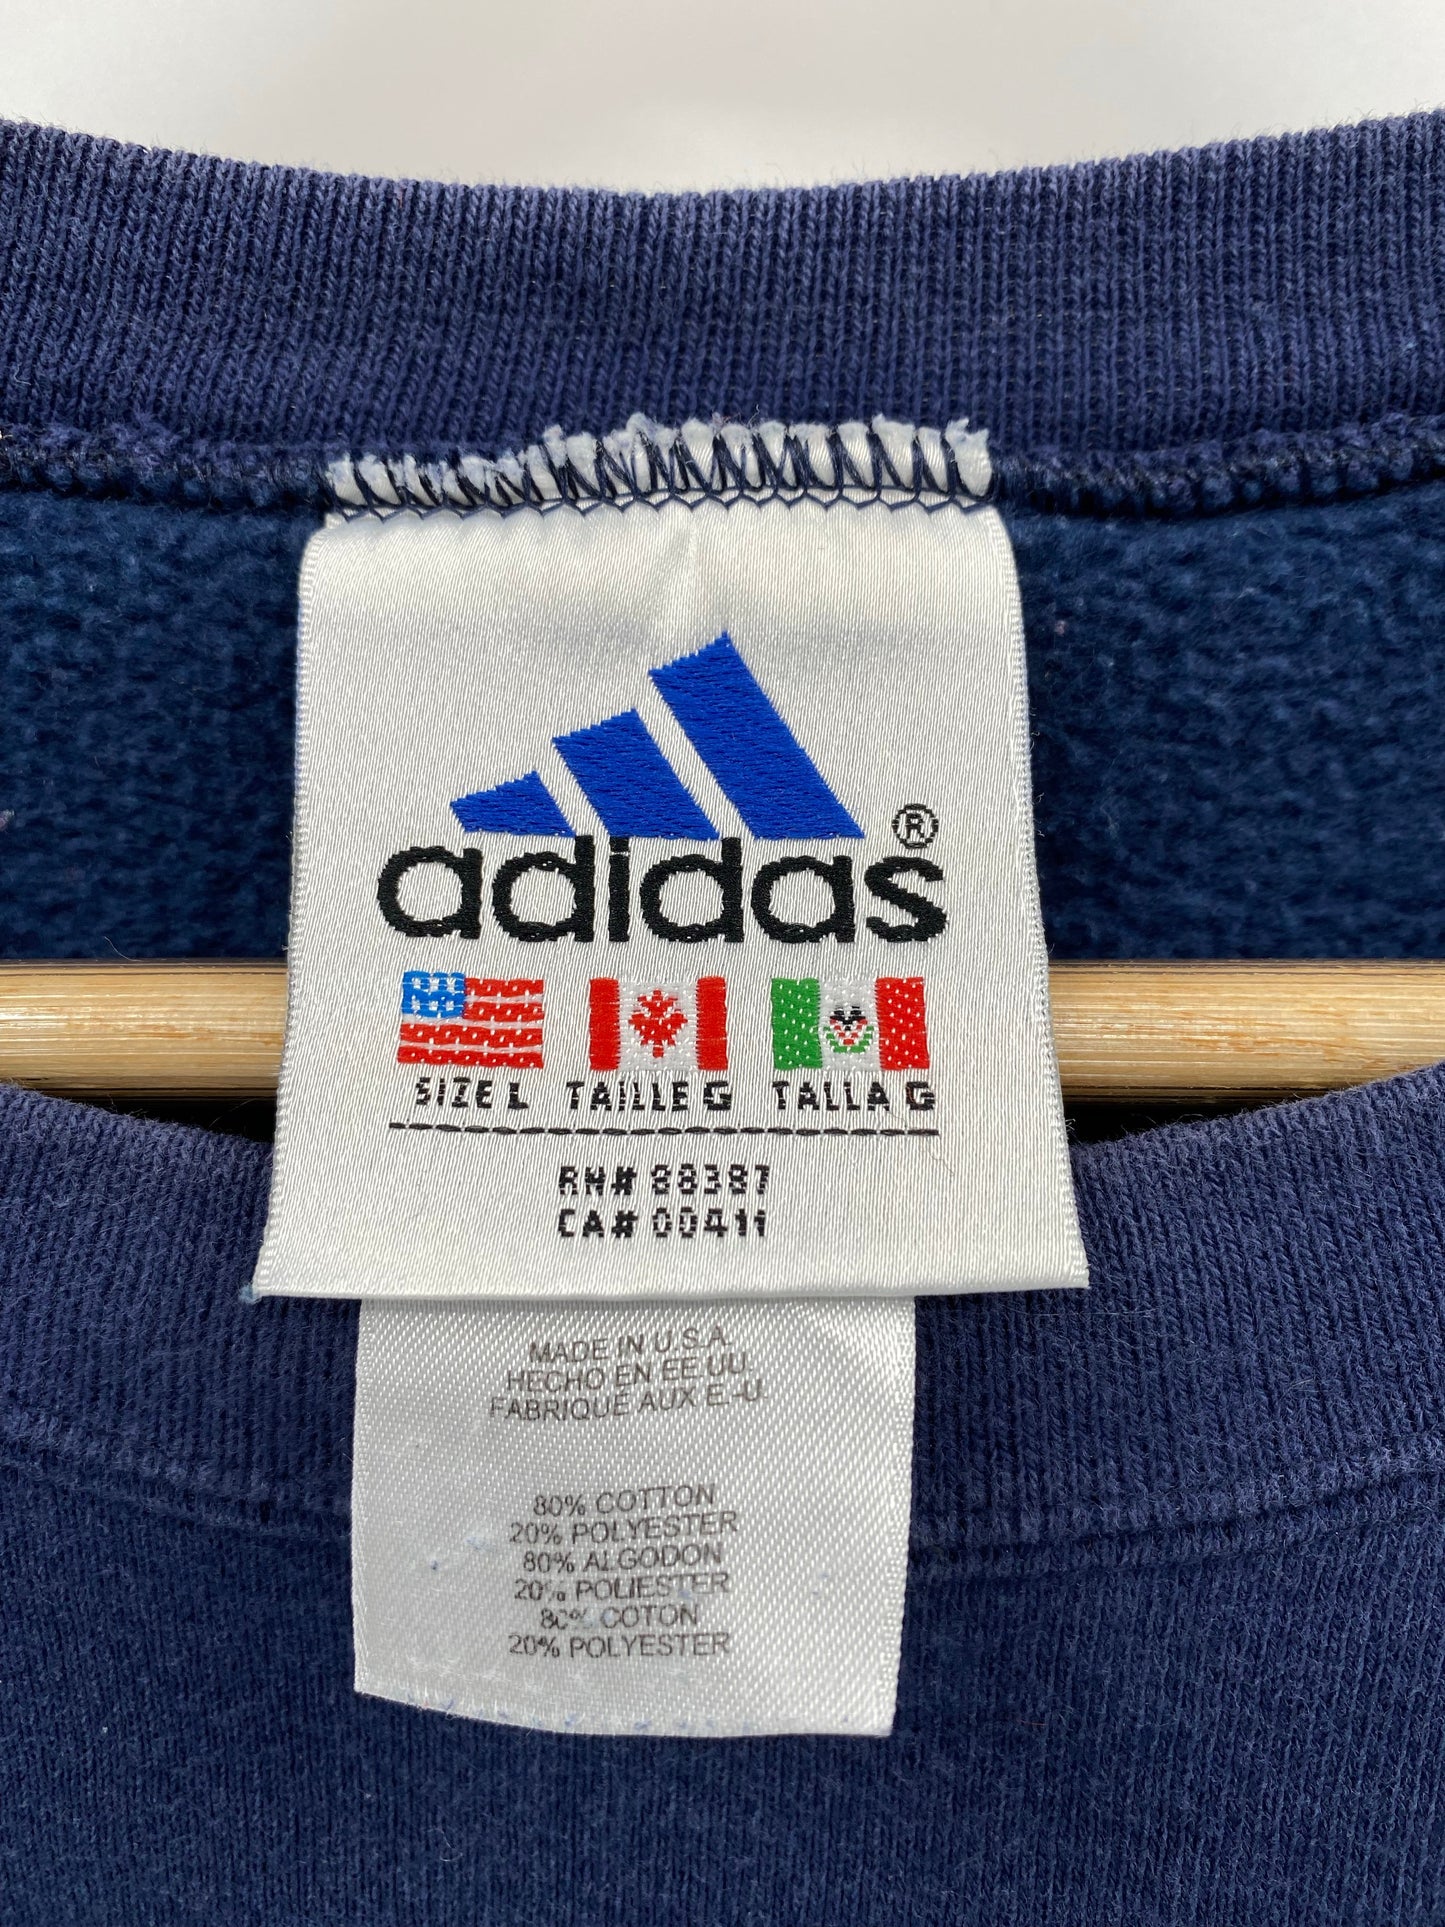 adidas®
SIZE L TAILLE G TALLA G
RN# 88387
CA# 00411
MADE IN U.S.A.
HECHO EN EE.UU.
FABRIQUE AUX E.-U.
80% COTTON
20% POLYESTER
80% ALGODON
20% POLIESTER
80% COTON
20% POLYESTER